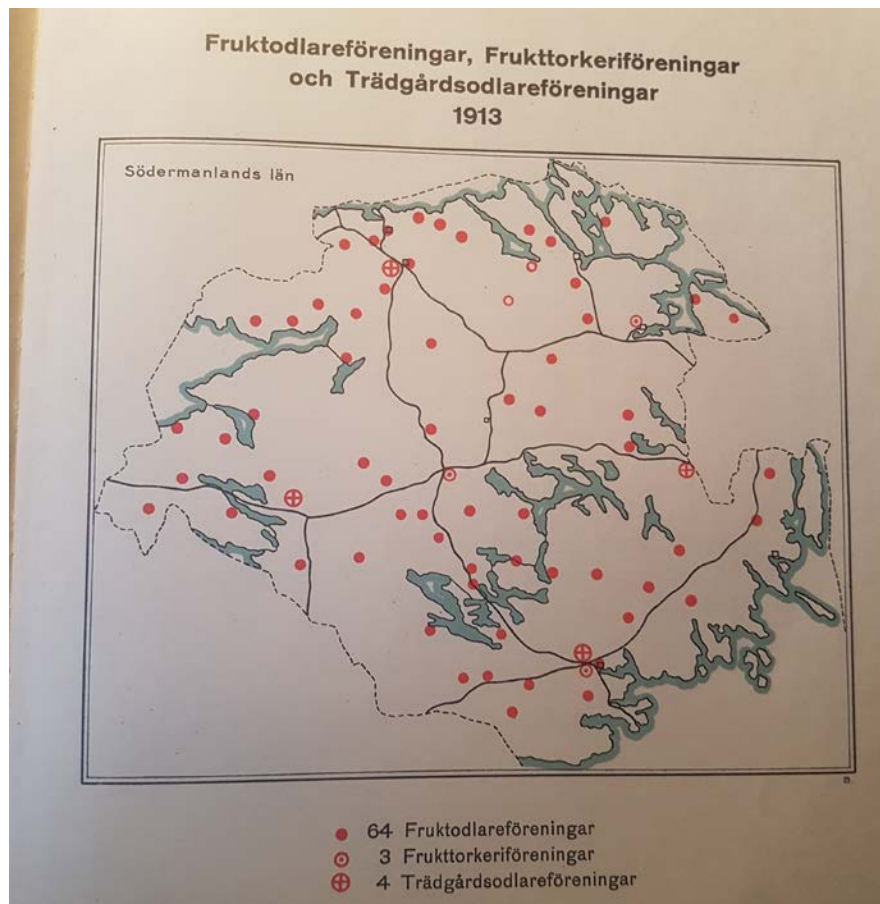 Fruktodlareföreningar, Frukttorkeriföreningar
och Trädgårdsodlareföreningar
1913
Södermanlands län
64 Fruktodlareföreningar
3 Frukttorkeriföreningar
4 Trädgårdsodlareföreningar